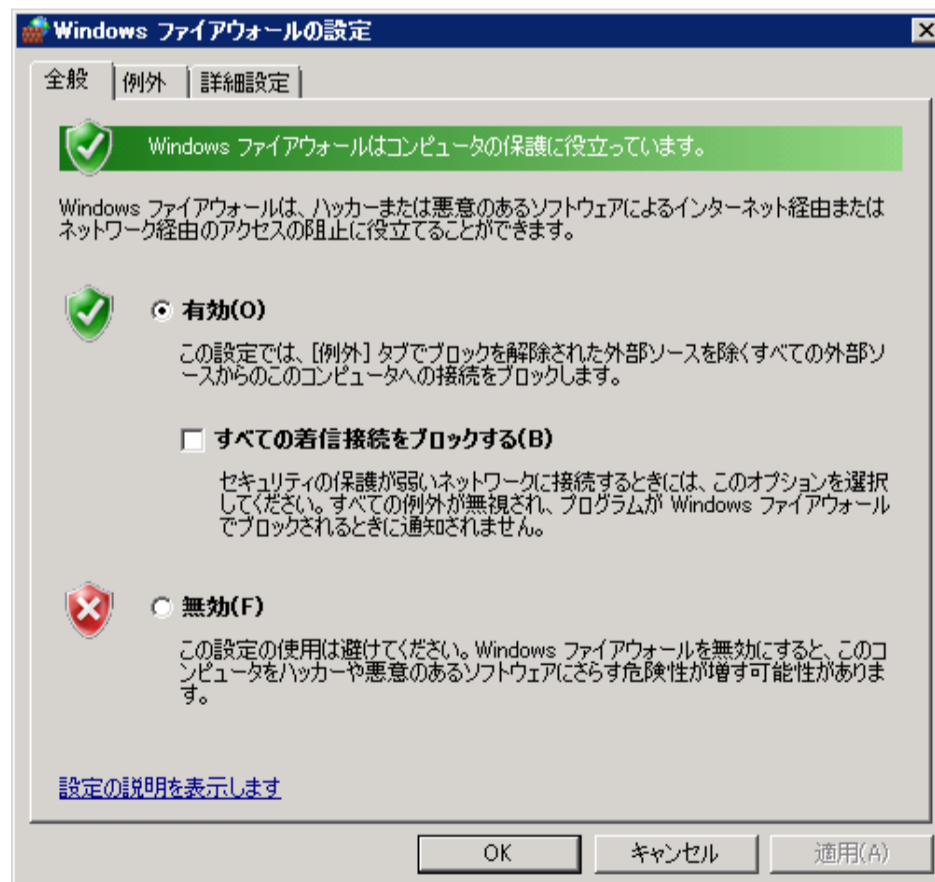 Windows ファイアウォールの設定
全般 例外 詳細設定
Windows ファイアウォールはコンピュータの保護に役立っています。
Windows ファイアウォールは、ハッカーまたは悪意のあるソフトウェアによるインターネット経由または
ネットワーク経由のアクセスの阻止に役立てることができます。
有効(O)
この設定では、[例外] タブでブロックを解除された外部ソースを除くすべての外部ソ
ースからのこのコンピュータへの接続をブロックします。
すべての着信接続をブロックする(B)
セキュリティの保護が弱いネットワークに接続するときには、このオプションを選択
してください。すべての例外が無視され、プログラムが Windows ファイアウォール
でブロックされるときに通知されません。
無効(F)
この設定の使用は避けてください。Windows ファイアウォールを無効にすると、このコ
ンピュータをハッカーや悪意のあるソフトウェアにさらす危険性が増す可能性がありま
す。
設定の説明を表示します
OK キャンセル 適用(A)